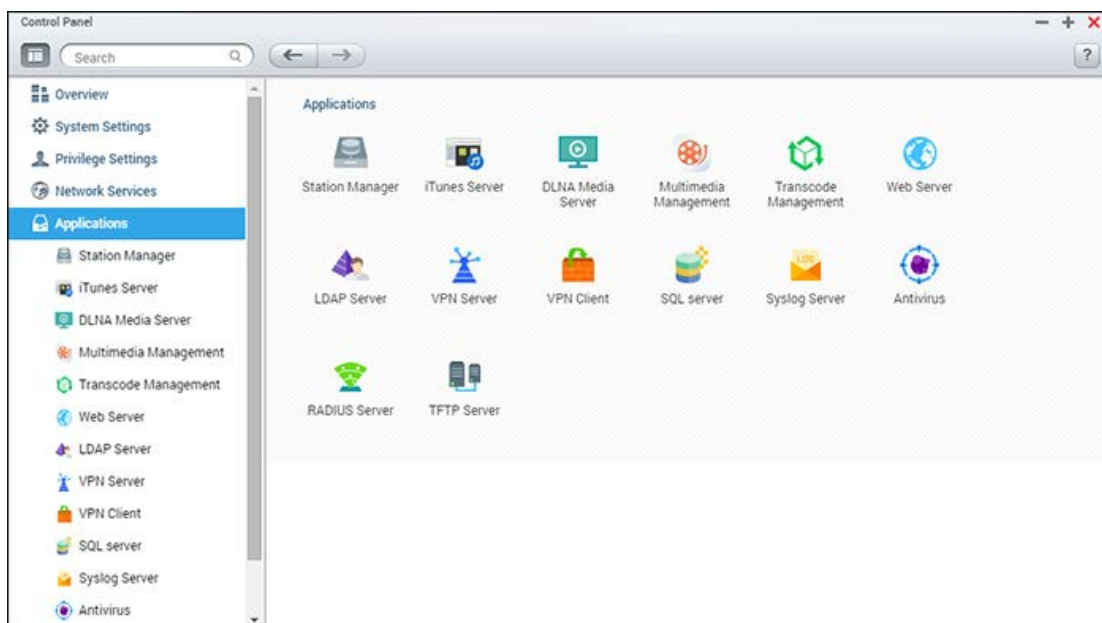 Control Panel
Search
?
Overview
System Settings
Privilege Settings
Network Services
Applications
Station Manager
iTunes Server
DLNA Media Server
Multimedia Management
Transcode Management
Web Server
LDAP Server
VPN Server
VPN Client
SQL server
Syslog Server
Antivirus
Applications
Station Manager
iTunes Server
DLNA Media
Server
Multimedia
Management
Transcode
Management
Web Server
LDAP Server
VPN Server
VPN Client
SQL server
LOG
Syslog Server
Antivirus
RADIUS Server
TFTP Server